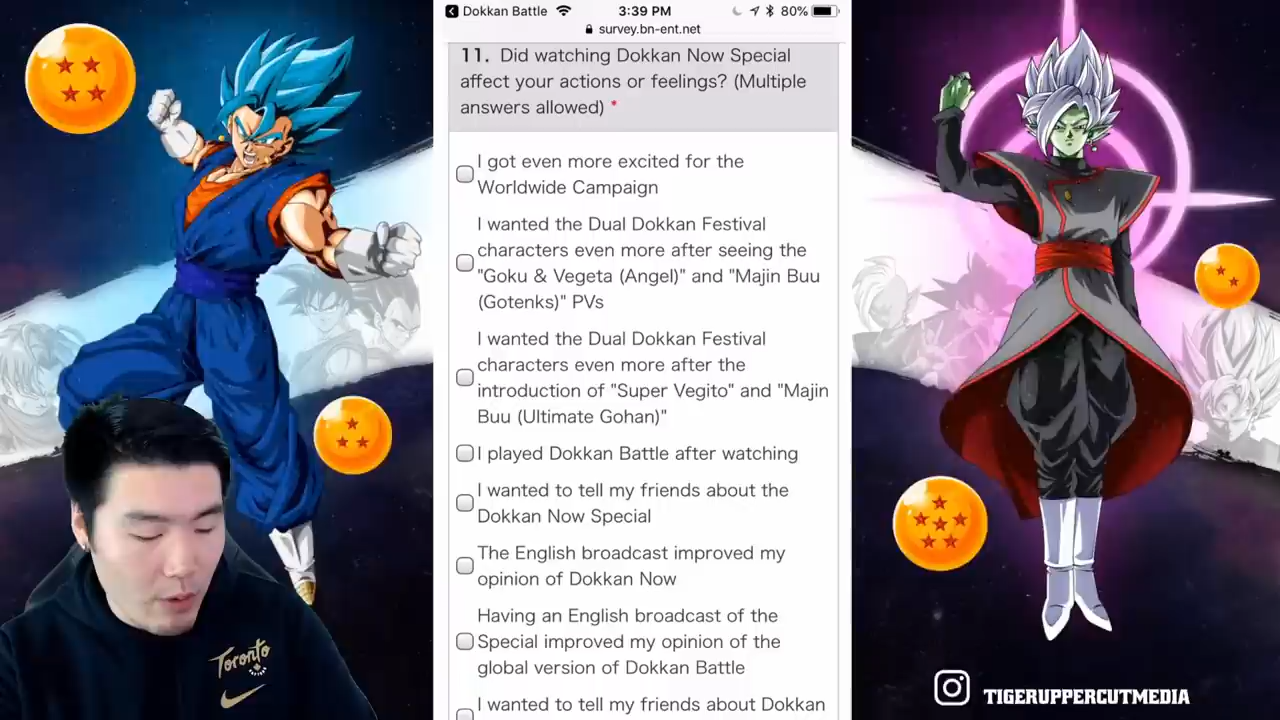 Dokkan Battle
3:39 PM
80%
survey.bn-ent.net
11. Did watching Dokkan Now Special
affect your actions or feelings? (Multiple
answers allowed) *
I got even more excited for the
Worldwide Campaign
I wanted the Dual Dokkan Festival
characters even more after seeing the
"Goku & Vegeta (Angel)" and "Majin Buu
(Gotenks)" PVs
I wanted the Dual Dokkan Festival
characters even more after the
introduction of "Super Vegito" and "Majin
Buu (Ultimate Gohan)"
I played Dokkan Battle after watching
I wanted to tell my friends about the
Dokkan Now Special
The English broadcast improved my
opinion of Dokkan Now
Having an English broadcast of the
Special improved my opinion of the
global version of Dokkan Battle
I wanted to tell my friends about Dokkan
Toronto
TIGERUPPERCUTMEDIA